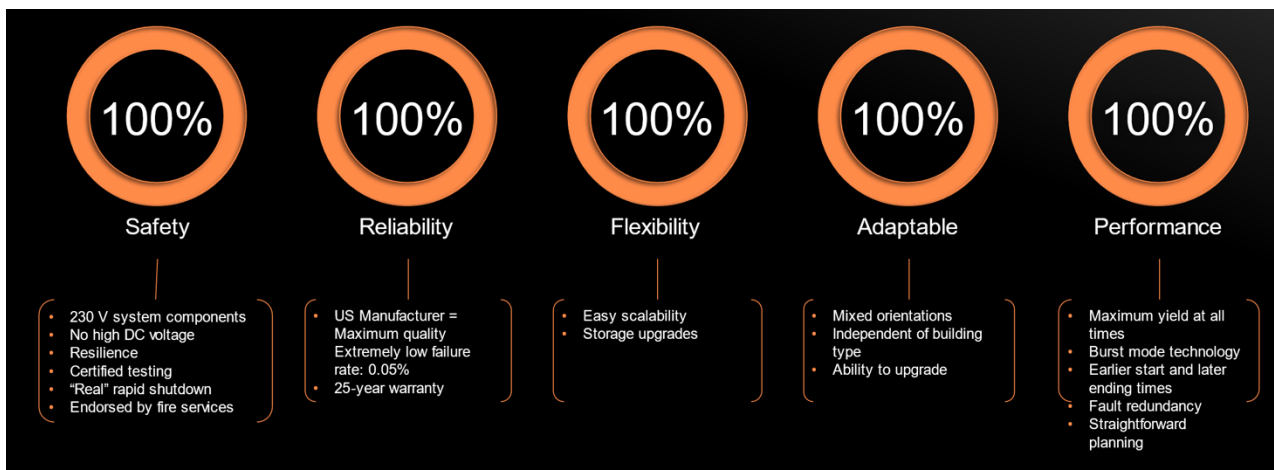 100%
Safety
• 230 V system components
• No high DC voltage
• Resilience
• Certified testing
• “Real” rapid shutdown
• Endorsed by fire services
100%
Reliability
• US Manufacturer =
Maximum quality
Extremely low failure
rate: 0.05%
• 25-year warranty
100%
Flexibility
• Easy scalability
• Storage upgrades
100%
Adaptable
• Mixed orientations
• Independent of building
type
• Ability to upgrade
100%
Performance
• Maximum yield at all
times
• Burst mode technology
• Earlier start and later
ending times
• Fault redundancy
• Straightforward
planning